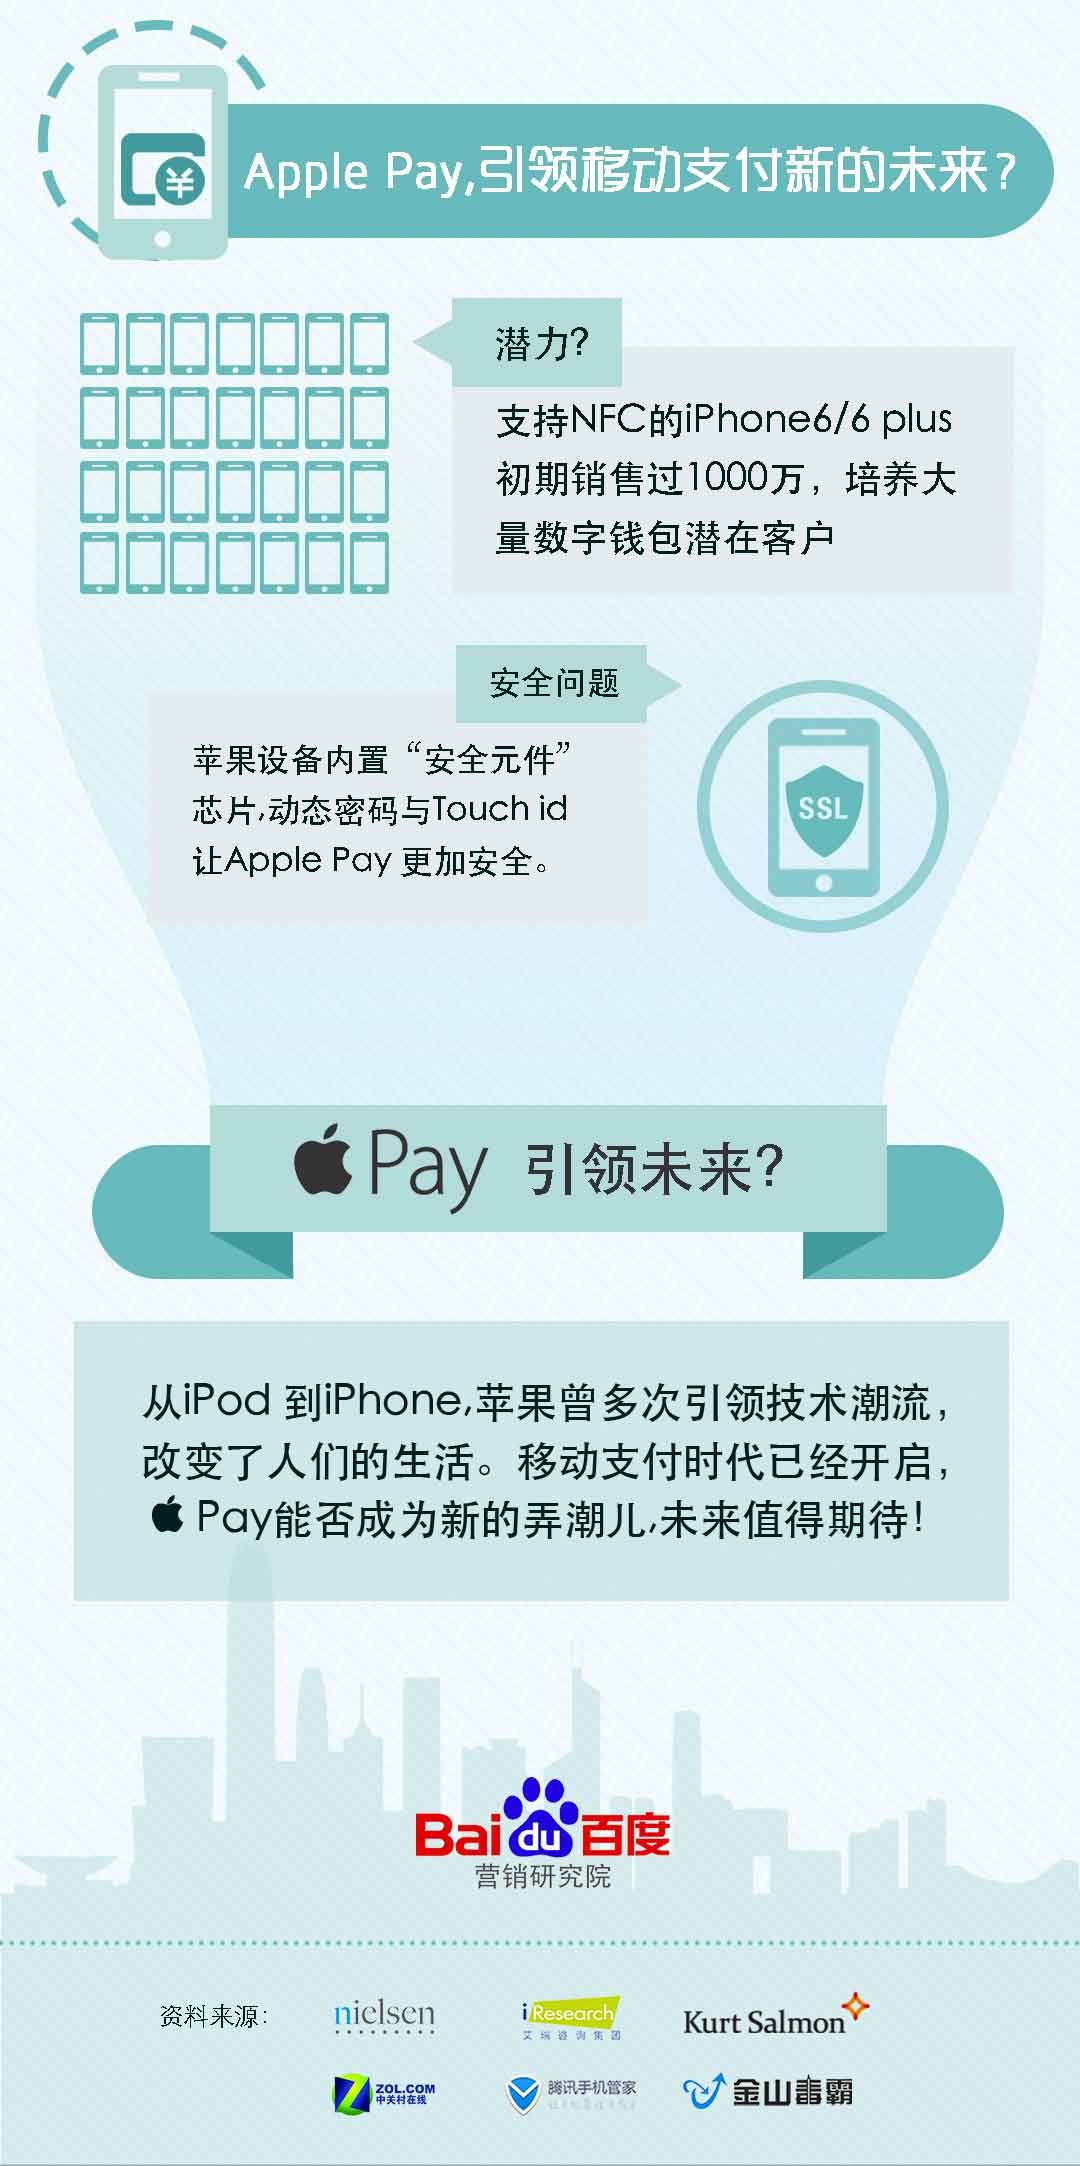 Apple Pay,引领移动支付新的未来?
潜力?
支持NFC的iPhone6/6 plus
初期销售过1000万，培养大
量数字钱包潜在客户
安全问题
苹果设备内置“安全元件”
芯片,动态密码与Touch id
让Apple Pay 更加安全。
SSL
Pay 引领未来?
从iPod 到iPhone,苹果曾多次引领技术潮流，
改变了人们的生活。移动支付时代已经开启，
Pay能否成为新的弄潮儿,未来值得期待!
Baidu百度
营销研究院
资料来源:
nielsen
iResearch
艾瑞咨询集团
Kurt Salmon
ZOL.COM
中关村在线
腾讯手机管家
金山毒霸